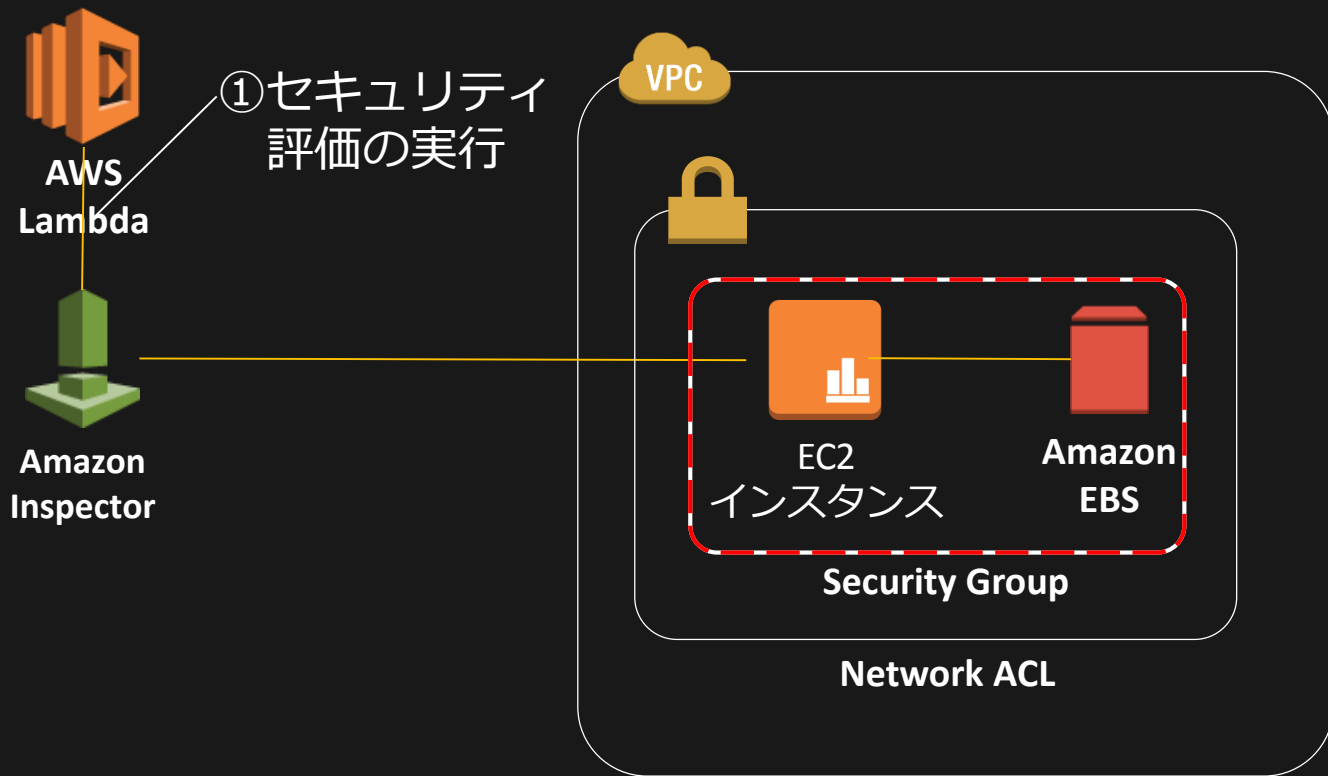 ①セキュリティ
評価の実行
VPC
AWS
Lambda
Amazon
Inspector
EC2
インスタンス
Amazon
EBS
Security Group
Network ACL